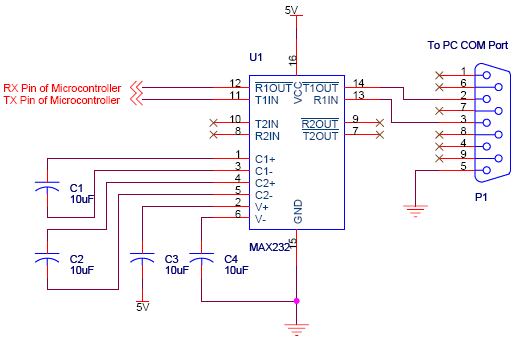 5V
U1
To PC COM Port
RX Pin of Microcontroller
TX Pin of Microcontroller
12 R1OUT T1OUT 14
11 T1IN R1IN 13
VCC 16
10 T2IN R2OUT 9
8 R2IN T2OUT 7
1 C1+
3 C1-
4 C2+
5 C2-
2 V+
6 V-
GND 15
MAX232
1
6
2
7
3
8
4
9
5
P1
C1
10uF
C2
10uF
C3
10uF
C4
10uF
5V